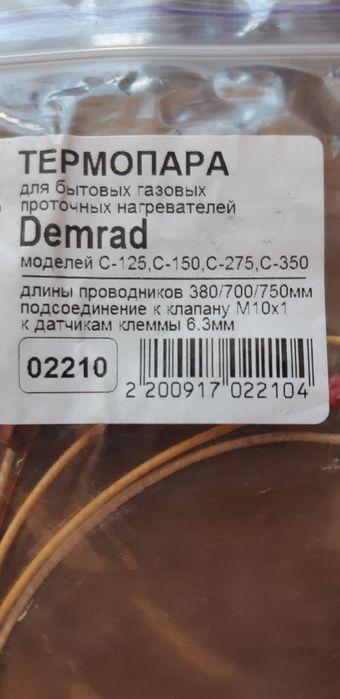 ТЕРМОПАРА
для бытовых газовых
проточных нагревателей
Demrad
моделей С-125,С-150,С-275,С-350
длины проводников 380/700/750мм
подсоединение к клапану М10х1
к датчикам клеммы 6.3мм
02210
2 200917 022104